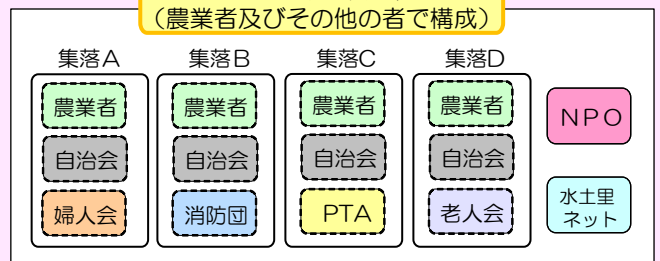 （農業者及びその他の者で構成）
集落A 集落B 集落C 集落D
農業者 農業者 農業者 農業者
NPO
自治会 自治会 自治会 自治会
婦人会 消防団 PTA 老人会
水土里
ネット